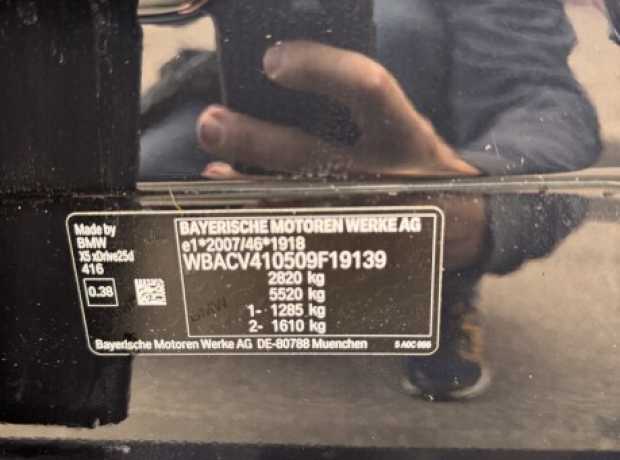 Made by
BMW
X5 xDrive25d
416
0.38
BAYERISCHE MOTOREN WERKE AG
e1*2007/46*1918
WBACV410509F19139
2820 kg
5520 kg
1- 1285 kg
2- 1610 kg
Bayerische Motoren Werke AG DE-80788 Muenchen